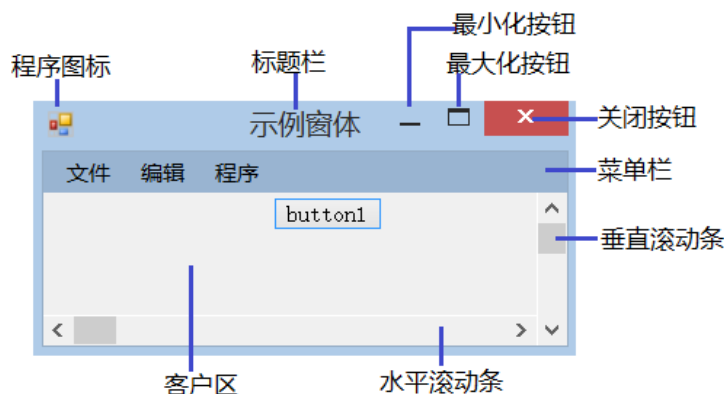 最小化按钮
程序图标
标题栏
最大化按钮
示例窗体
关闭按钮
文件 编辑 程序
菜单栏
button1
垂直滚动条
客户区
水平滚动条